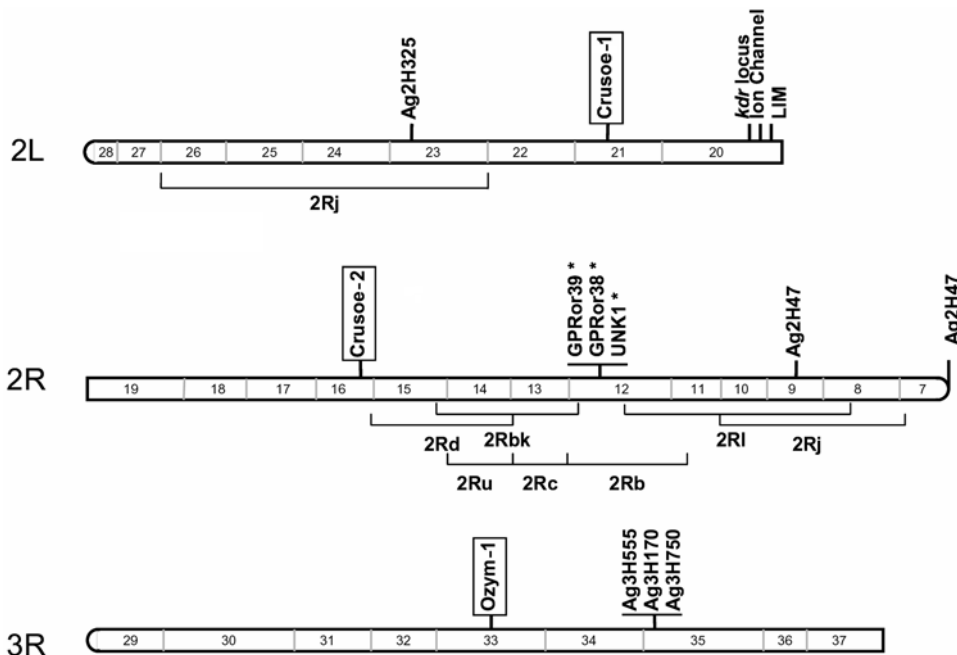 Ag2H325
Crusoe-1
kdr locus
Ion Channel
LIM
2L
28 27 26 25 24 23 22 21 20
2Rj
Crusoe-2
GPRor39 *
GPRor38 *
UNK1 *
Ag2H47
Ag2H47
2R
19 18 17 16 15 14 13 12 11 10 9 8 7
2Rd 2Rbk 2Rl 2Rj
2Ru 2Rc 2Rb
Ozym-1
Ag3H555
Ag3H170
Ag3H750
3R
29 30 31 32 33 34 35 36 37